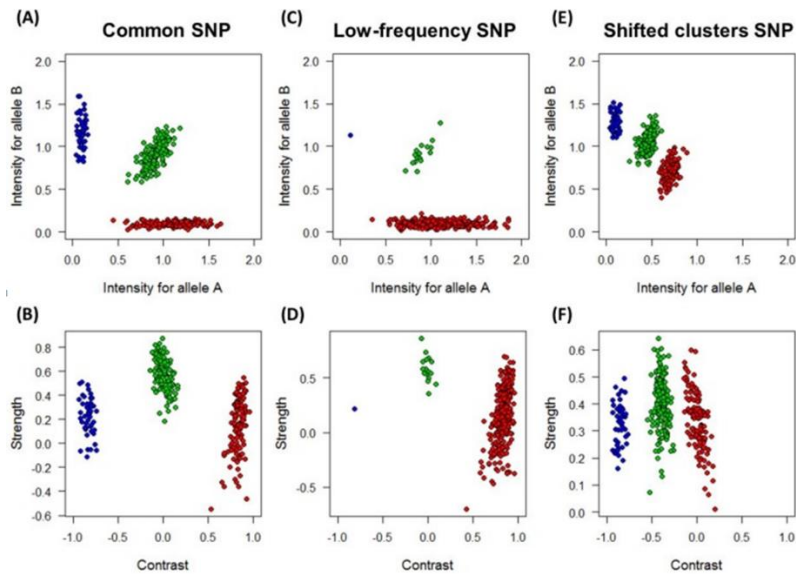 (A) Common SNP (C) Low-frequency SNP (E) Shifted clusters SNP
Intensity for allele B
2.0
1.5
1.0
0.5
0.0
0.0 0.5 1.0 1.5 2.0
Intensity for allele A
Intensity for allele B
2.0
1.5
1.0
0.5
0.0
0.0 0.5 1.0 1.5 2.0
Intensity for allele A
Intensity for allele B
2.0
1.5
1.0
0.5
0.0
0.0 0.5 1.0 1.5 2.0
Intensity for allele A
(B) (D) (F)
Strength
0.8
0.6
0.4
0.2
0.0
-0.2
-0.4
-0.6
-1.0 -0.5 0.0 0.5 1.0
Contrast
Strength
0.5
0.0
-0.5
-1.0 -0.5 0.0 0.5 1.0
Contrast
Strength
0.6
0.5
0.4
0.3
0.2
0.1
0.0
-1.0 -0.5 0.0 0.5 1.0
Contrast